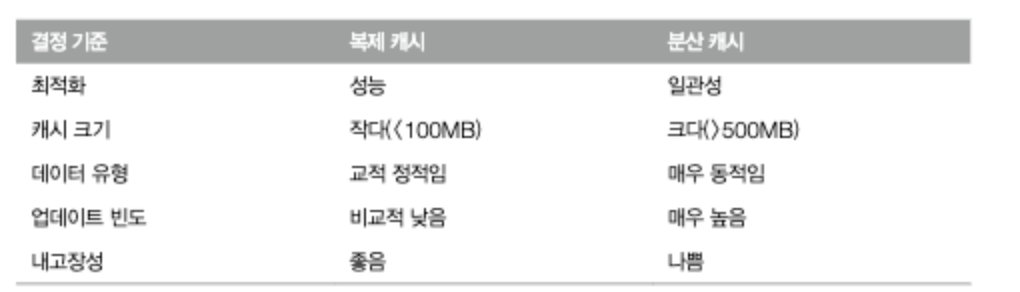 결정 기준 복제 캐시 분산 캐시
최적화 성능 일관성
캐시 크기 작다(<100MB) 크다(>500MB)
데이터 유형 교적 정적임 매우 동적임
업데이트 빈도 비교적 낮음 매우 높음
내고장성 좋음 나쁨